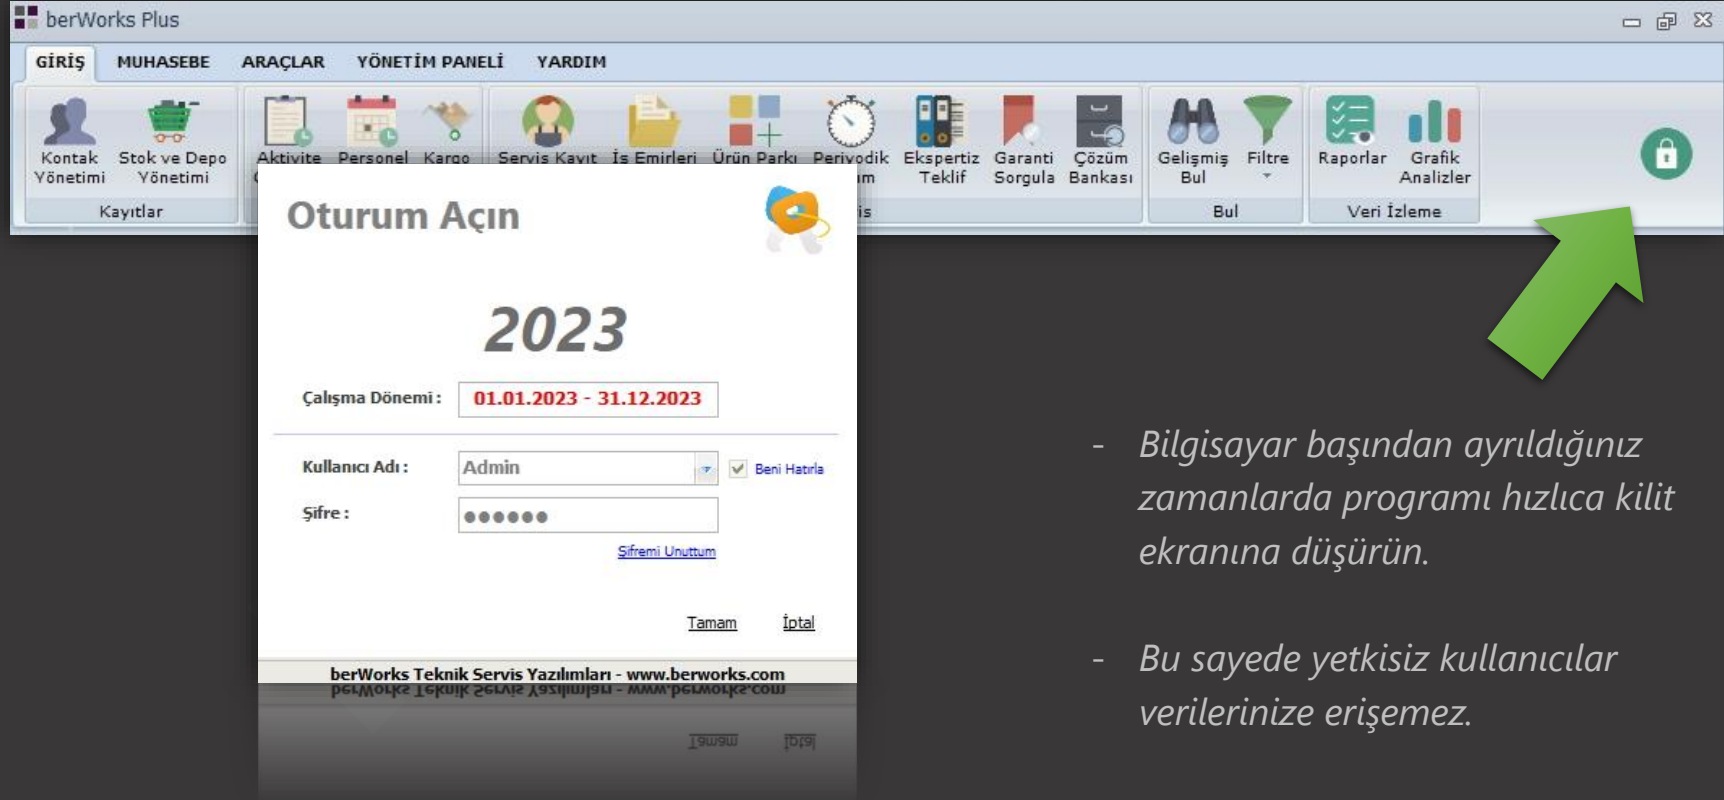 berWorks Plus
GİRİŞ MUHASEBE ARAÇLAR YÖNETİM PANELİ YARDIM
Kontak Yönetimi
Stok ve Depo Yönetimi
Aktivite
Personel
Kargo
Servis Kayıt
İş Emirleri
Ürün Parkı
Periyodik
Ekspertiz Teklif
Garanti Sorgula
Çözüm Bankası
Gelişmiş Bul
Filtre
Raporlar
Grafik Analizler
Kayıtlar
Bul
Veri İzleme
Oturum Açın
2023
Çalışma Dönemi : 01.01.2023 - 31.12.2023
Kullanıcı Adı : Admin Beni Hatırla
Şifre : ●●●●●●
Şifremi Unuttum
Tamam İptal
berWorks Teknik Servis Yazılımları - www.berworks.com
- Bilgisayar başından ayrıldığınız
zamanlarda programı hızlıca kilit
ekranına düşürün.
- Bu sayede yetkisiz kullanıcılar
verilerinize erişemez.